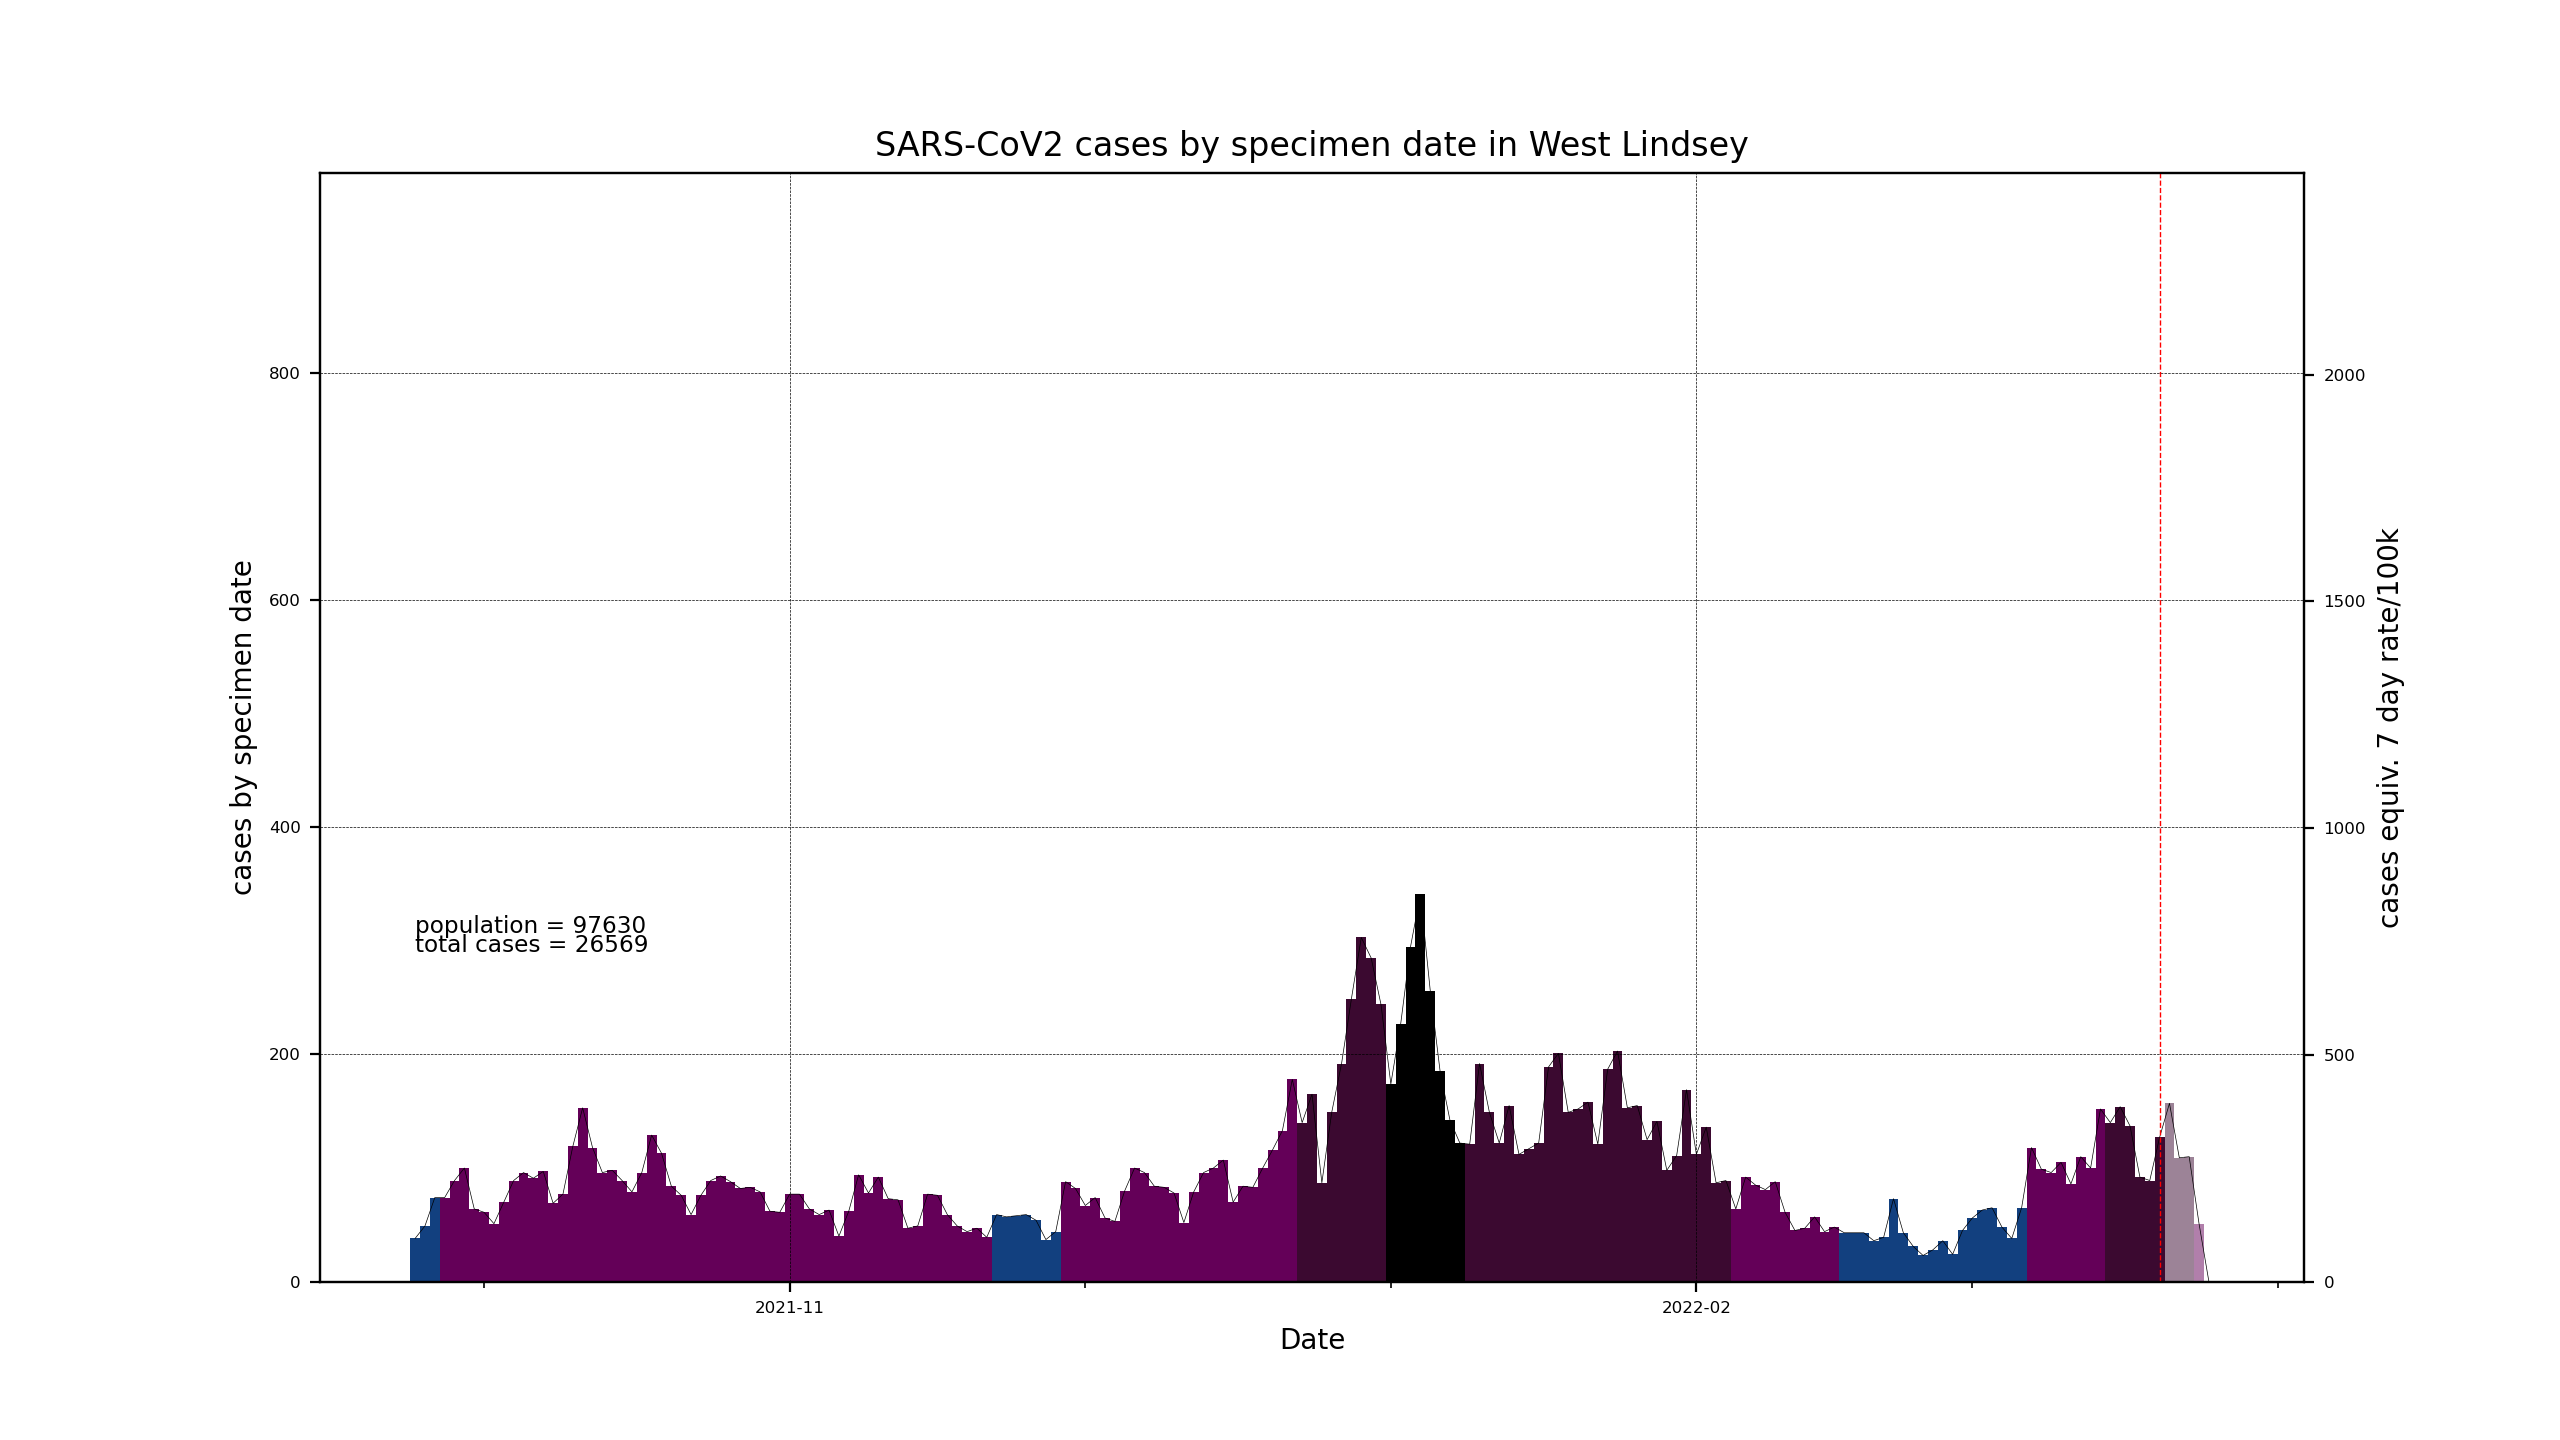 SARS-CoV2 cases by specimen date in West Lindsey
cases by specimen date
800
600
400
200
0
population = 97630
total cases = 26569
2000
1500
1000
500
0
cases equiv. 7 day rate/100k
2021-11
2022-02
Date